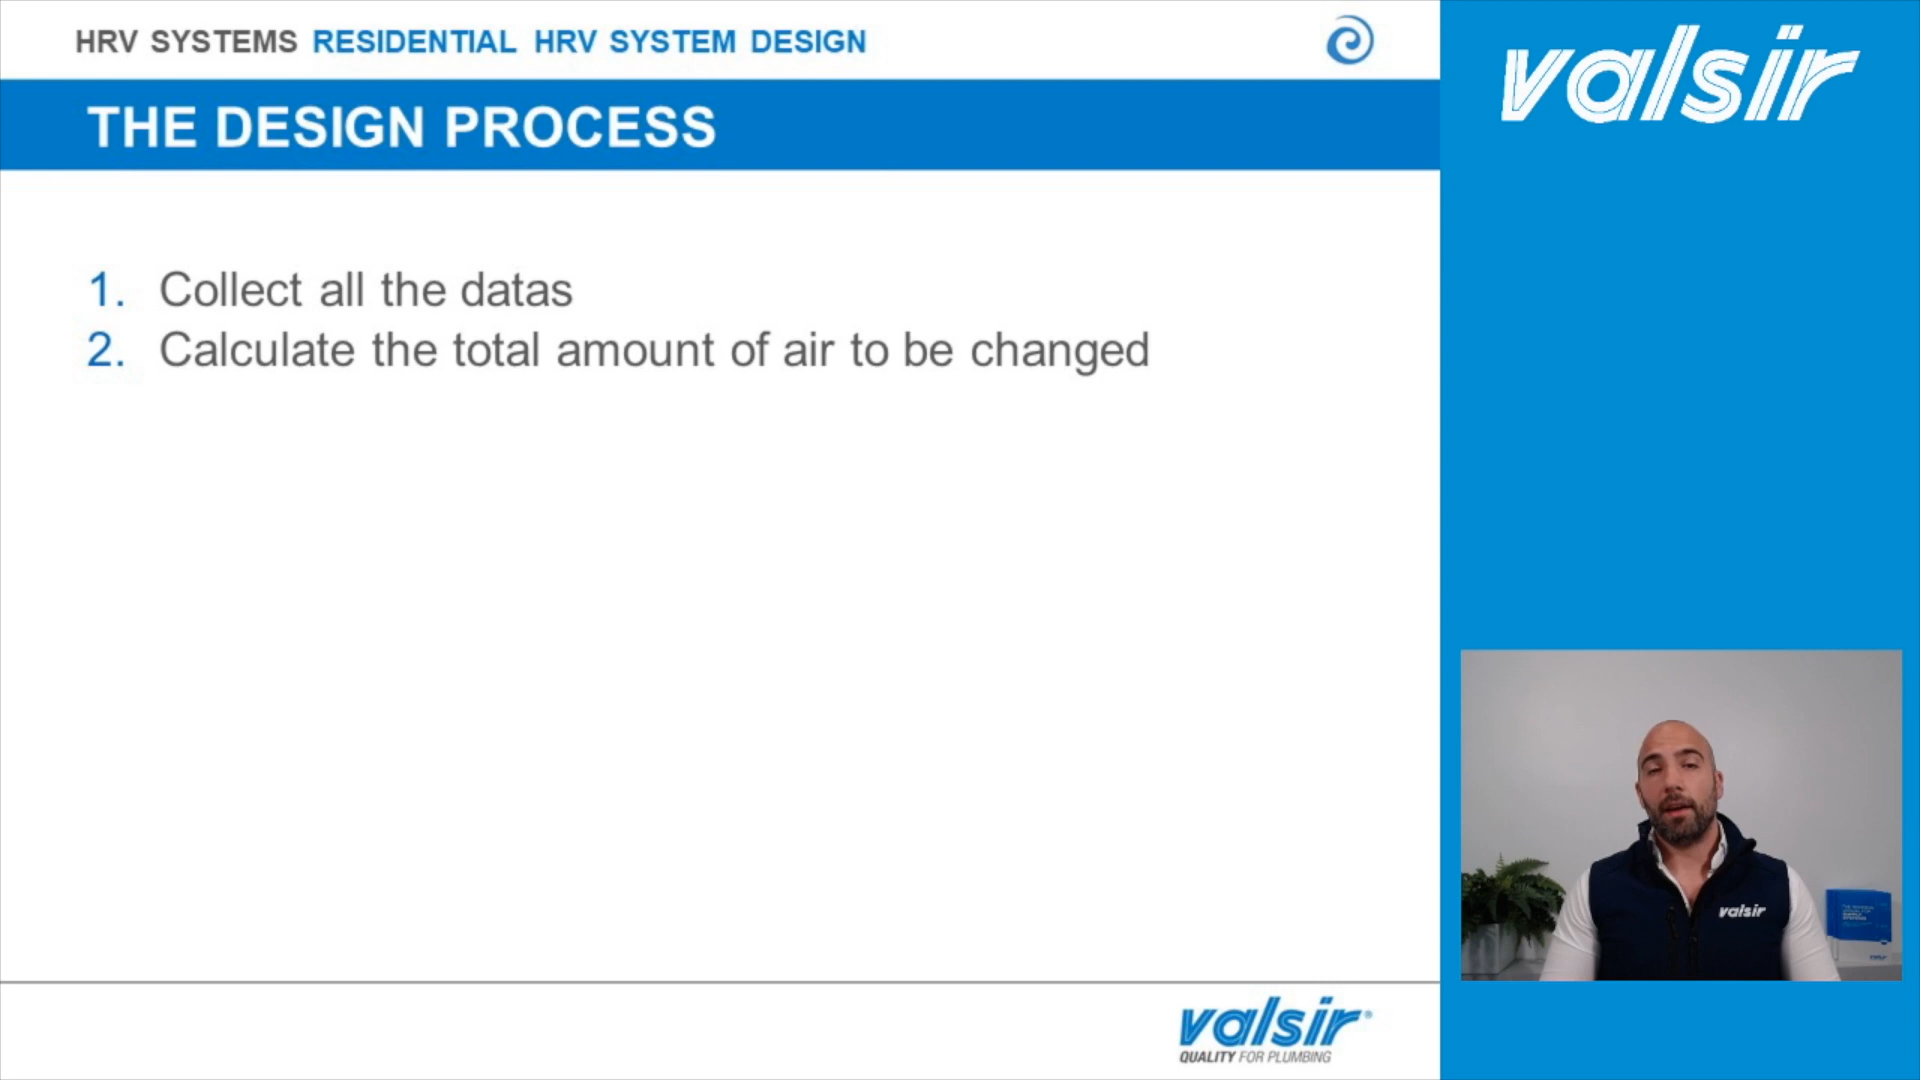 HRV SYSTEMS RESIDENTIAL HRV SYSTEM DESIGN
THE DESIGN PROCESS
1. Collect all the datas
2. Calculate the total amount of air to be changed
valsir
QUALITY FOR PLUMBING
valsir
valsir